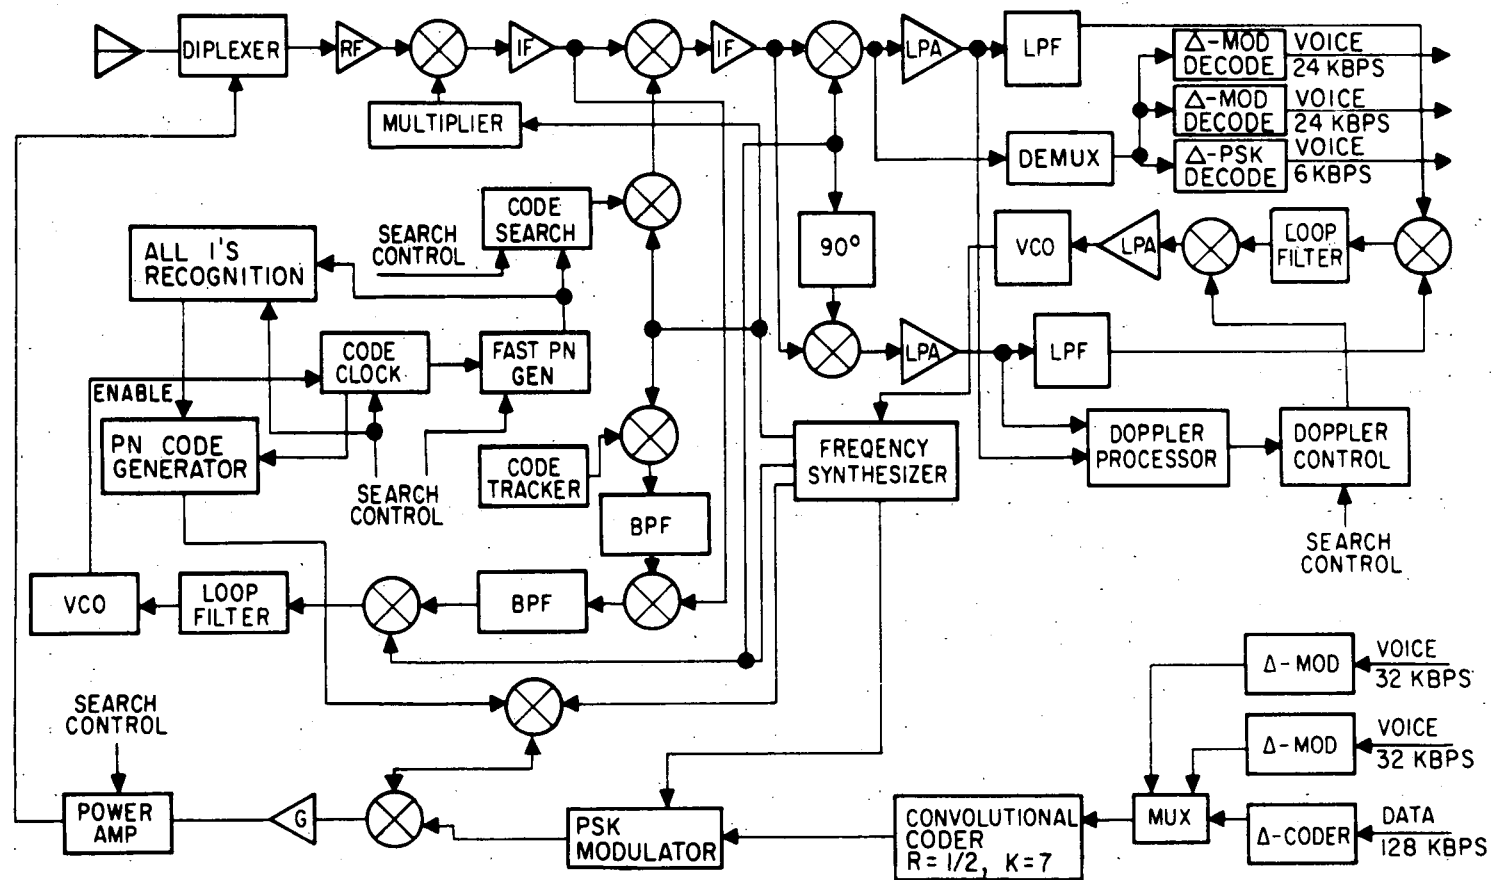 DIPLEXER
RF
IF
IF
LPA
LPF
Δ-MOD
DECODE
VOICE
24 KBPS
Δ-MOD
DECODE
VOICE
24 KBPS
Δ-PSK
DECODE
VOICE
6 KBPS
MULTIPLIER
DEMUX
CODE
SEARCH
SEARCH
CONTROL
ALL 1'S
RECOGNITION
90°
VCO
LPA
LOOP
FILTER
CODE
CLOCK
FAST PN
GEN
LPA
LPF
ENABLE
PN CODE
GENERATOR
SEARCH
CONTROL
CODE
TRACKER
FREQENCY
SYNTHESIZER
DOPPLER
PROCESSOR
DOPPLER
CONTROL
BPF
SEARCH
CONTROL
VCO
LOOP
FILTER
BPF
Δ-MOD
VOICE
32 KBPS
SEARCH
CONTROL
Δ-MOD
VOICE
32 KBPS
POWER
AMP
G
PSK
MODULATOR
CONVOLUTIONAL
CODER
R = 1/2, K = 7
MUX
Δ-CODER
DATA
128 KBPS